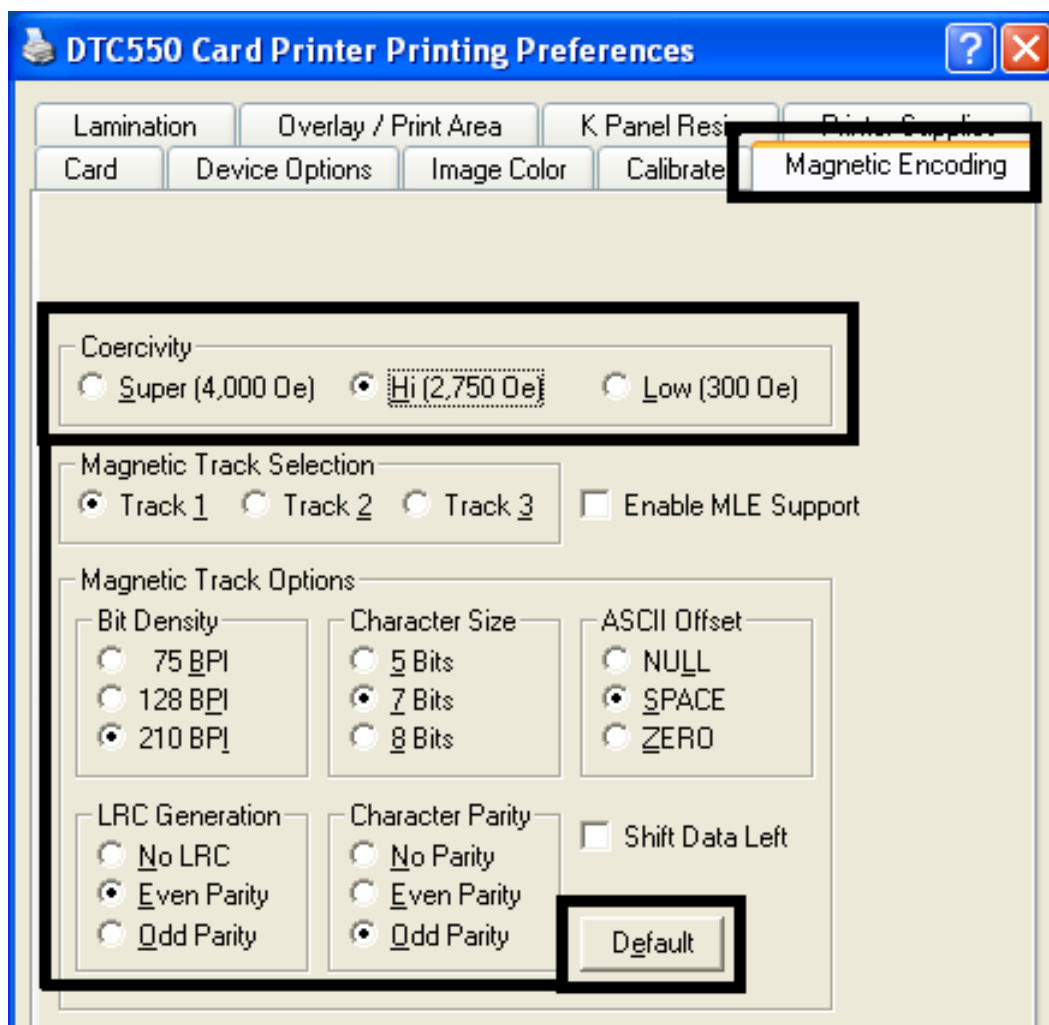 DTC550 Card Printer Printing Preferences
Lamination Overlay / Print Area K Panel Resin Printer Supplies
Card Device Options Image Color Calibrate Magnetic Encoding
Coercivity
Super (4,000 Oe) Hi (2,750 Oe) Low (300 Oe)
Magnetic Track Selection
Track 1 Track 2 Track 3 Enable MLE Support
Magnetic Track Options
Bit Density Character Size ASCII Offset
75 BPI 5 Bits NULL
128 BPI 7 Bits SPACE
210 BPI 8 Bits ZERO
LRC Generation Character Parity
No LRC No Parity Shift Data Left
Even Parity Even Parity
Odd Parity Odd Parity Default